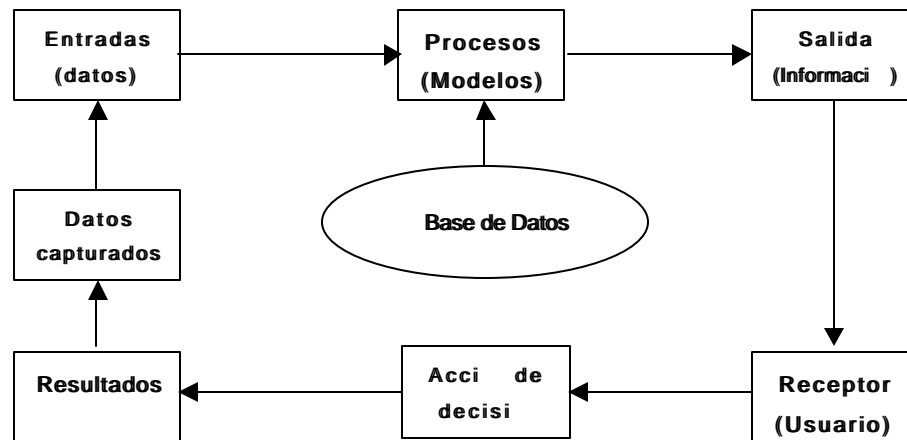 Entradas
(datos)
Procesos
(Modelos)
Salida
(Informaci )
Datos
capturados
Base de Datos
Resultados
Acci de
decisi
Receptor
(Usuario)